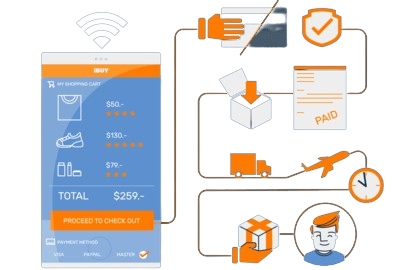 iBUY
MY SHOPPING CART
$50.-
$130.-
$79.-
TOTAL $259.-
PROCEED TO CHECK OUT
PAYMENT METHOD
VISA PAYPAL MASTER
PAID